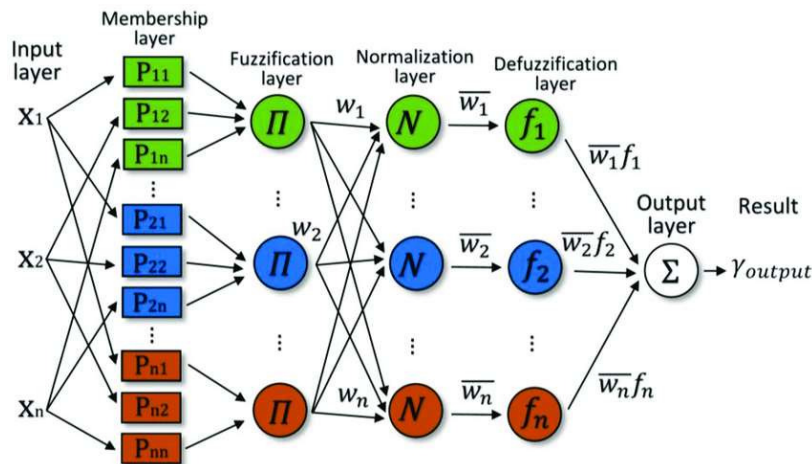 Input
layer
X₁
X₂
Xₙ
Membership
layer
P₁₁
P₁₂
P₁ₙ
⋮
P₂₁
P₂₂
P₂ₙ
⋮
Pₙ₁
Pₙ₂
Pₙₙ
Fuzzification
layer
Π
⋮
Π
⋮
Π
w₁
w₂
wₙ
Normalization
layer
N
⋮
N
⋮
N
w̅₁
w̅₂
w̅ₙ
Defuzzification
layer
f₁
⋮
f₂
⋮
fₙ
w̅₁f₁
w̅₂f₂
w̅ₙfₙ
Output
layer
Σ
Result
γₒᵤₜₚᵤₜ